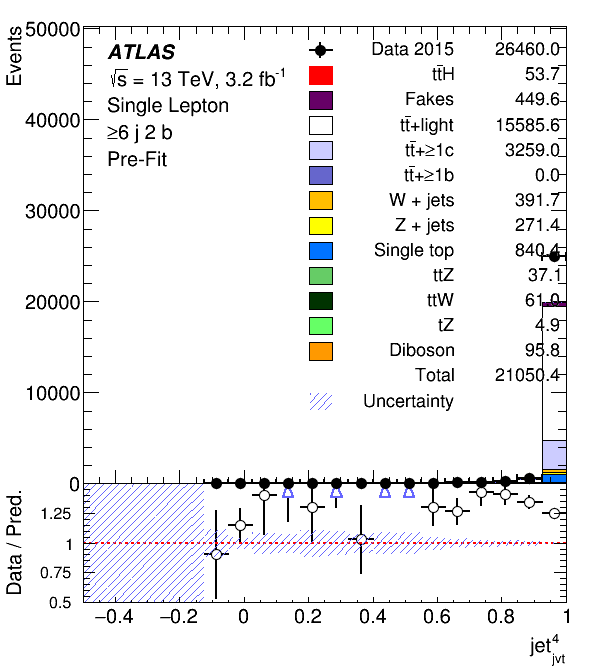 Events
50000
40000
30000
20000
10000
0
ATLAS
√s = 13 TeV, 3.2 fb⁻¹
Single Lepton
≥6 j 2 b
Pre-Fit
Data 2015 26460.0
tt̄H 53.7
Fakes 449.6
tt̄+light 15585.6
tt̄+≥1c 3259.0
tt̄+≥1b 0.0
W + jets 391.7
Z + jets 271.4
Single top 840.4
ttZ 37.1
ttW 61.0
tZ 4.9
Diboson 95.8
Total 21050.4
Uncertainty
Data / Pred.
1.25
1
0.75
0.5
−0.4 −0.2 0 0.2 0.4 0.6 0.8 1
jet⁴jvt